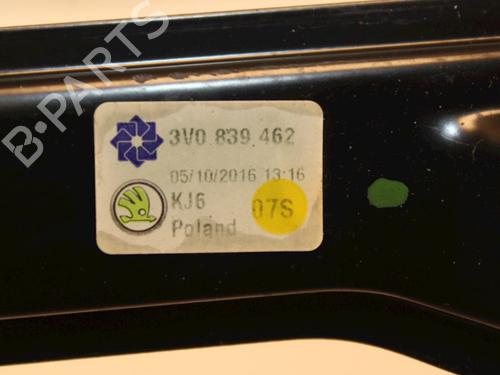 B-PARTS
3V0 839 462
05/10/2016 13:16
KJ6
07S
Poland